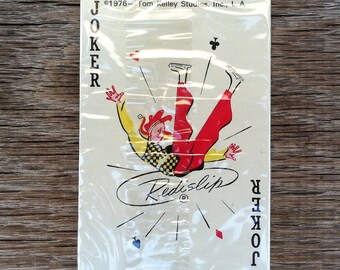 ©1976— Tom Kelley Studios, Inc., L.A.
JOKER
Redislip
®
JOKER